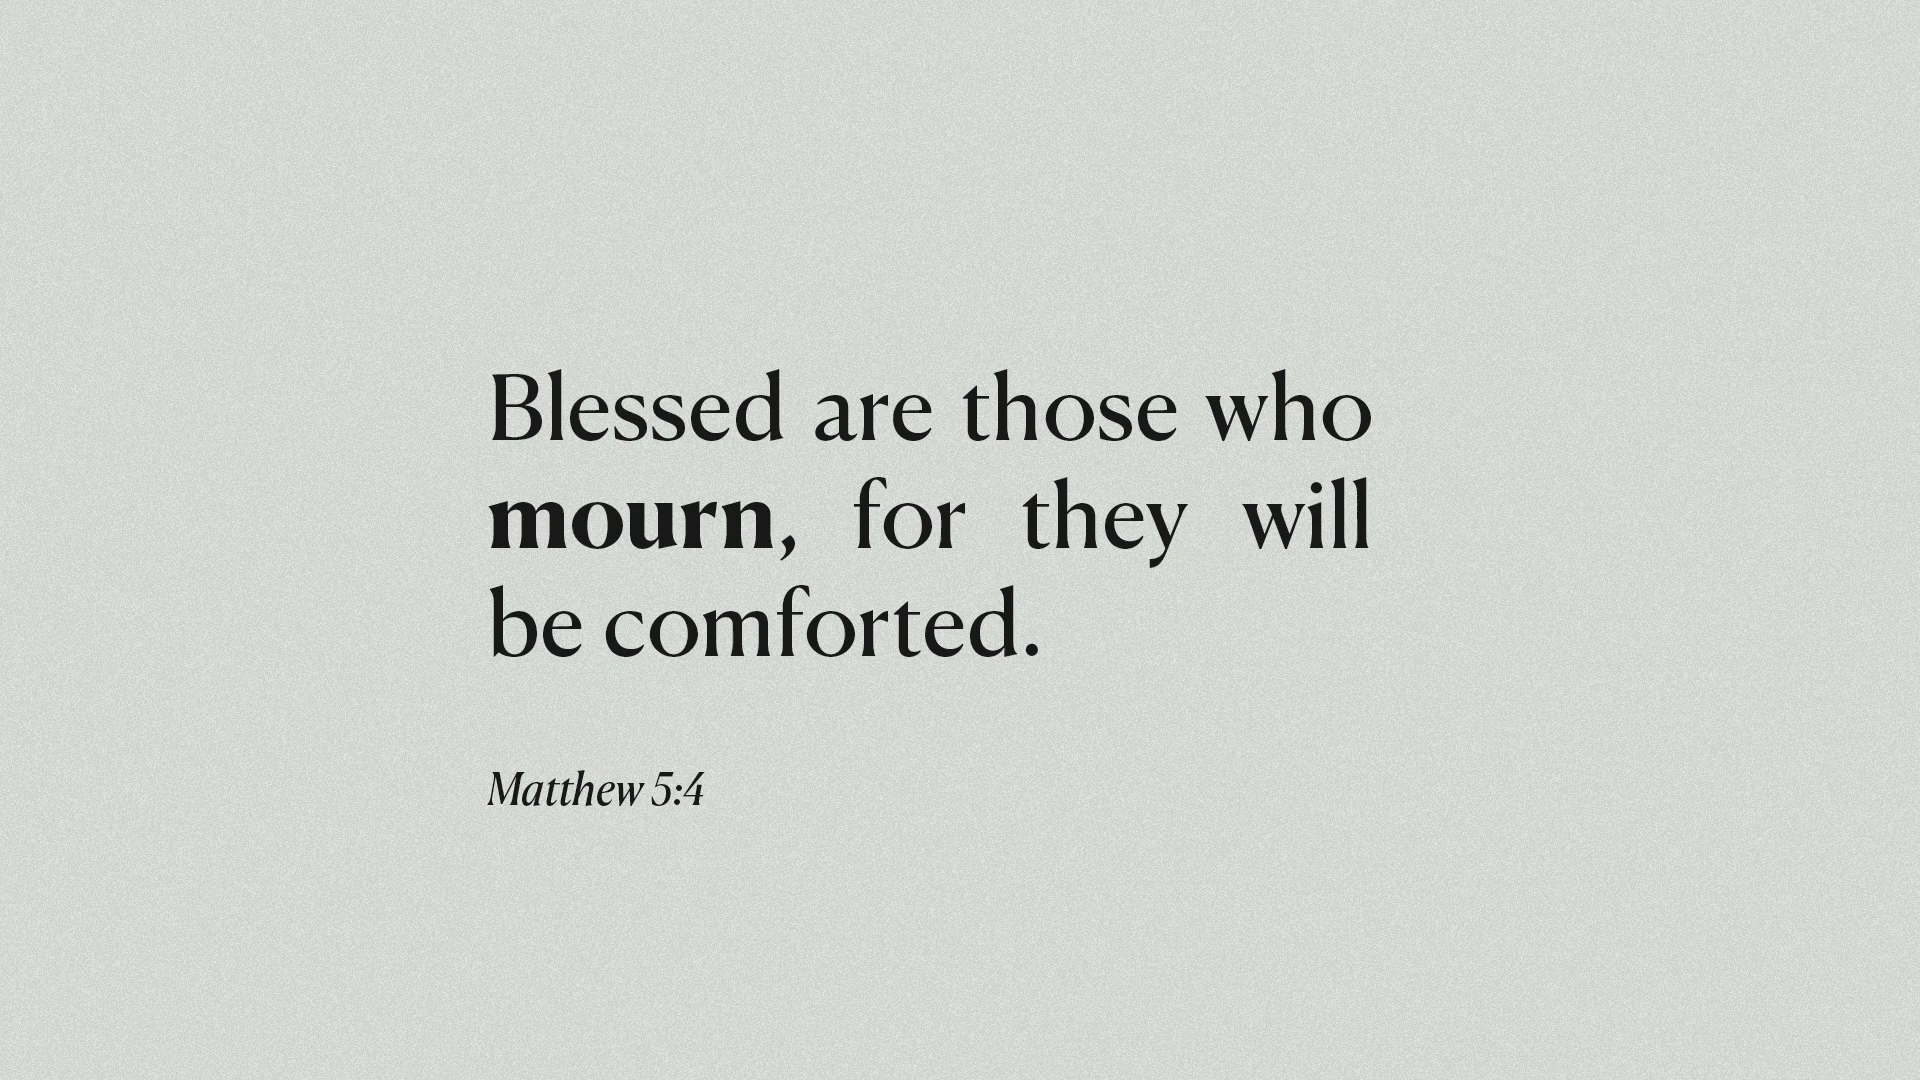 Blessed are those who
mourn, for they will
be comforted.
Matthew 5:4